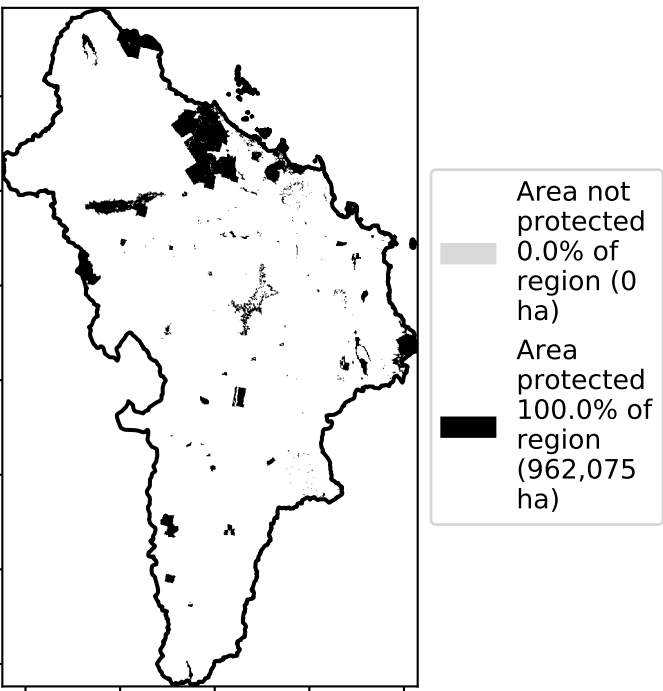 Area not
protected
0.0% of
region (0
ha)
Area
protected
100.0% of
region
(962,075
ha)